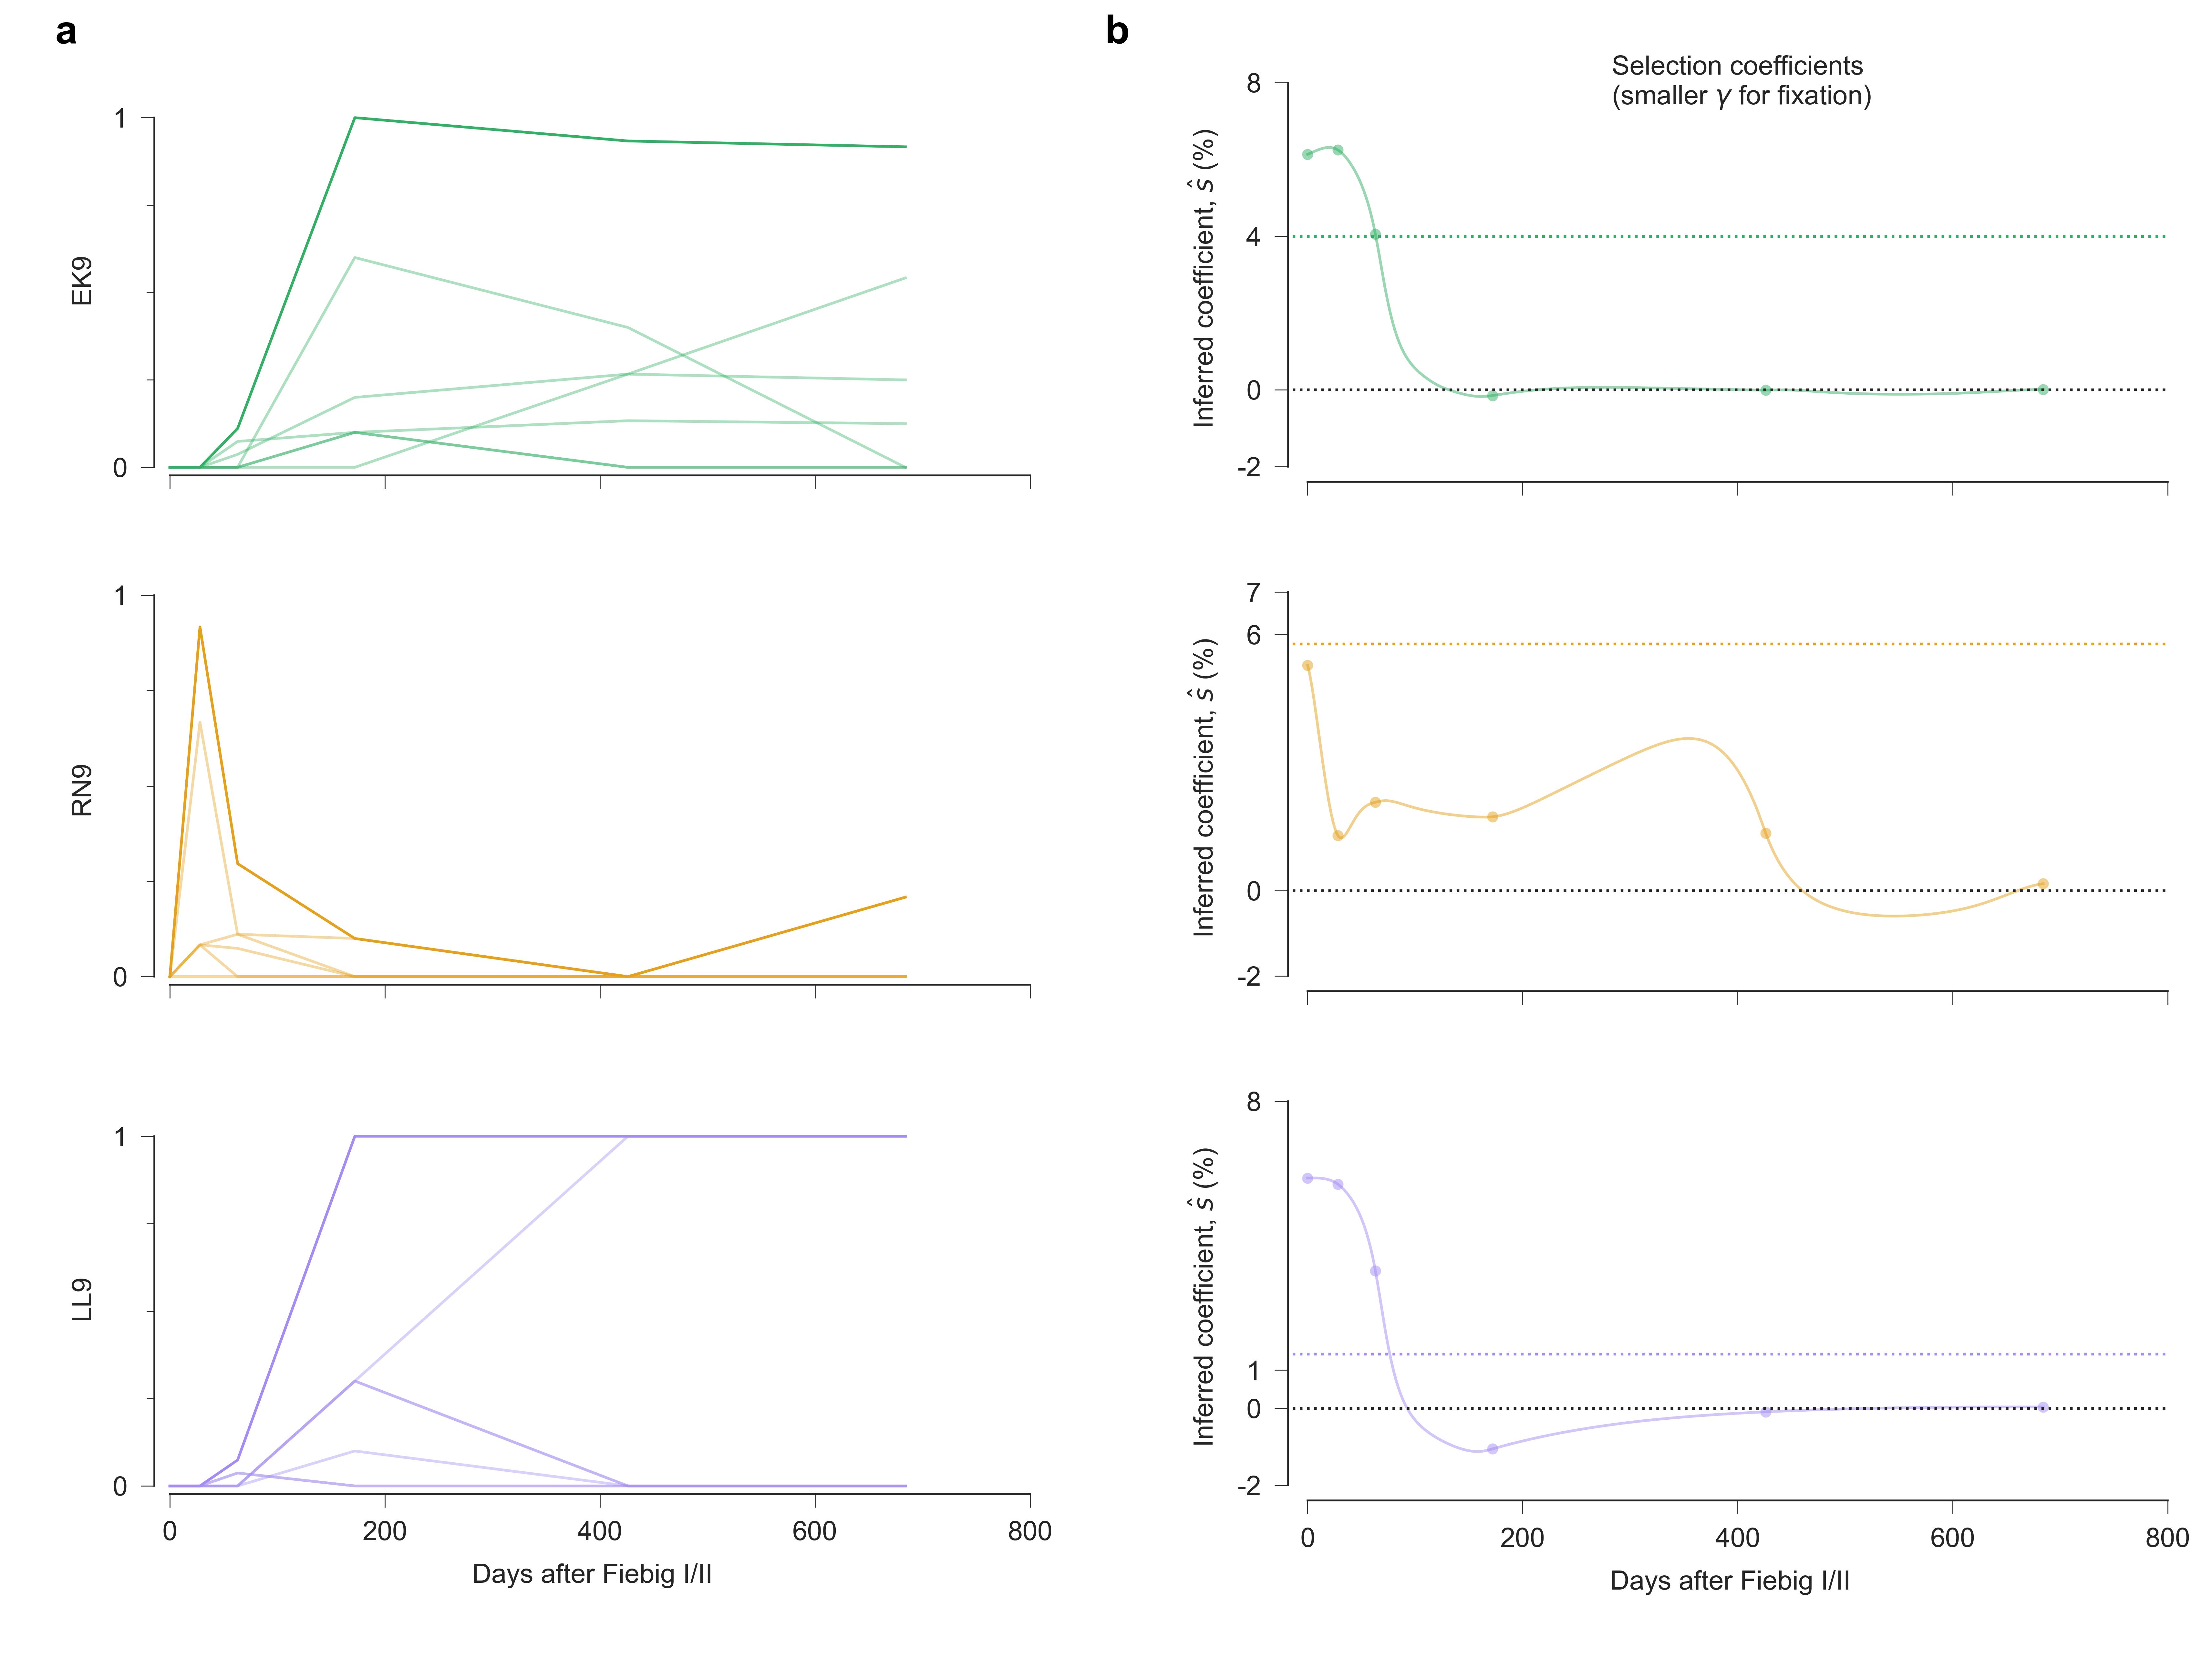 a
1
EK9
0
1
RN9
0
1
LL9
0
0 200 400 600 800
Days after Fiebig I/II
b
Selection coefficients
(smaller γ for fixation)
8
4
0
-2
Inferred coefficient, ŝ (%)
7
6
0
-2
Inferred coefficient, ŝ (%)
8
1
0
-2
Inferred coefficient, ŝ (%)
0 200 400 600 800
Days after Fiebig I/II